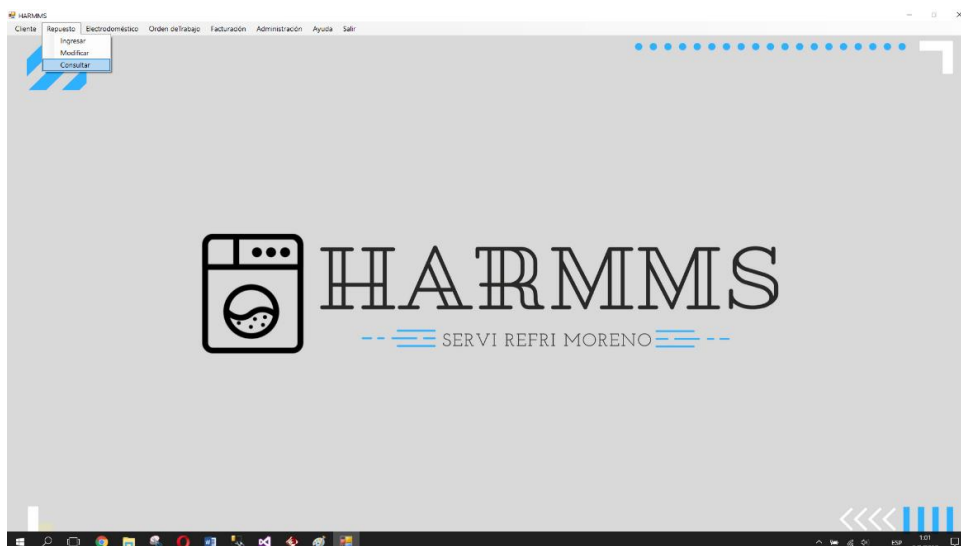 HARMMS
Cliente Repuesto Electrodoméstico Orden deTrabajo Facturación Administración Ayuda Salir
Ingresar
Modificar
Consultar
HARMMS
SERVI REFRI MORENO
ESP 1:01